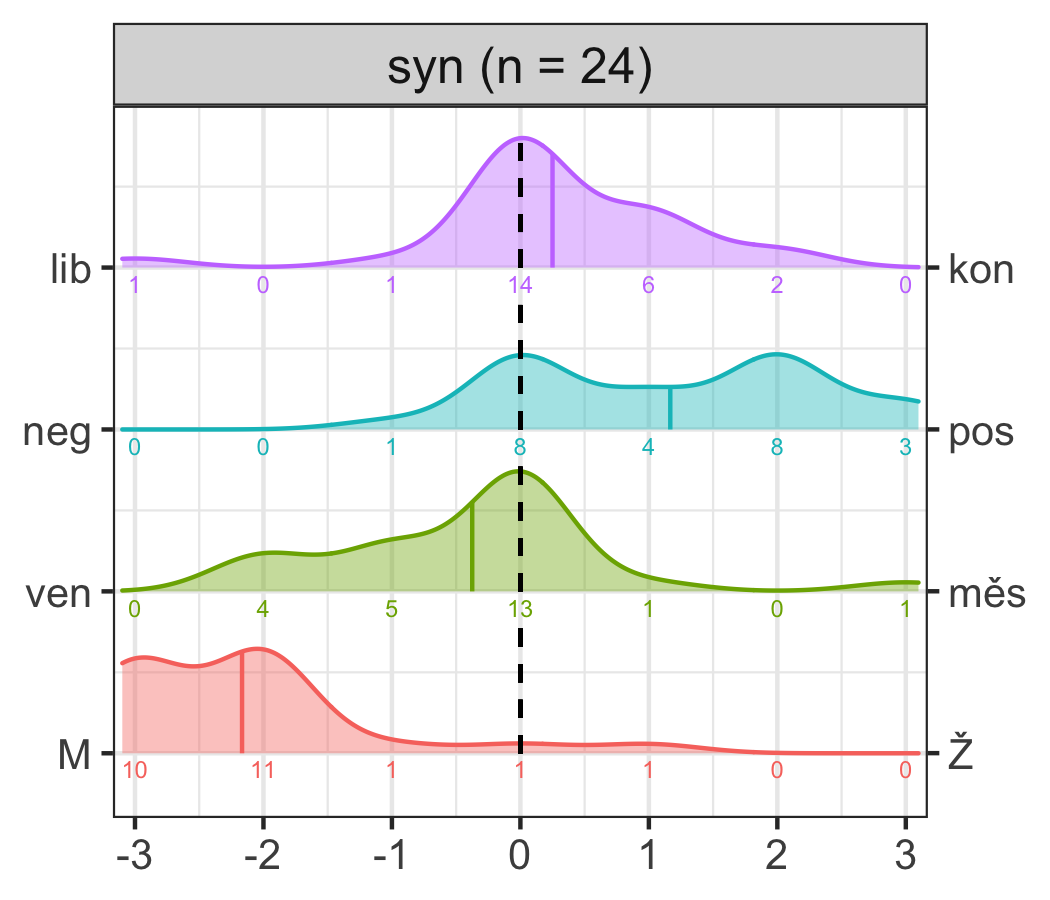 syn (n = 24)
lib kon
1 0 1 14 6 2 0
neg pos
0 0 1 8 4 8 3
ven měs
0 4 5 13 1 0 1
M Ž
10 11 1 1 1 0 0
-3 -2 -1 0 1 2 3